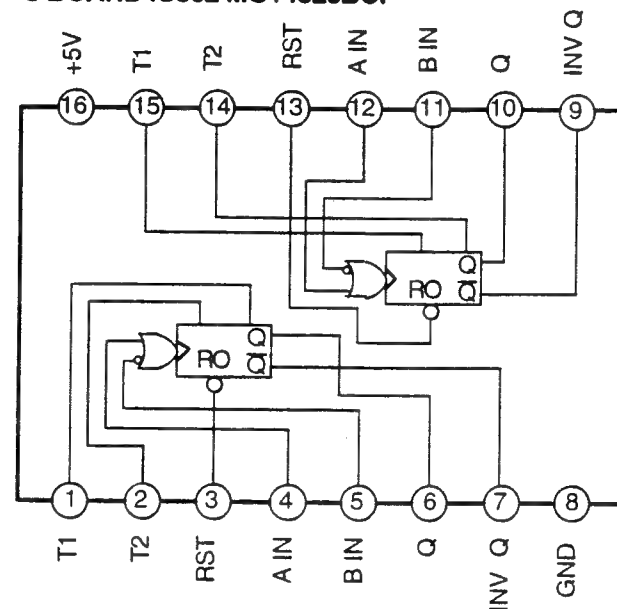 +5V T1 T2 RST A IN B IN Q INV Q
16 15 14 13 12 11 10 9
Q
RO Q
Q
RO Q
1 2 3 4 5 6 7 8
T1 T2 RST A IN B IN Q INV Q GND